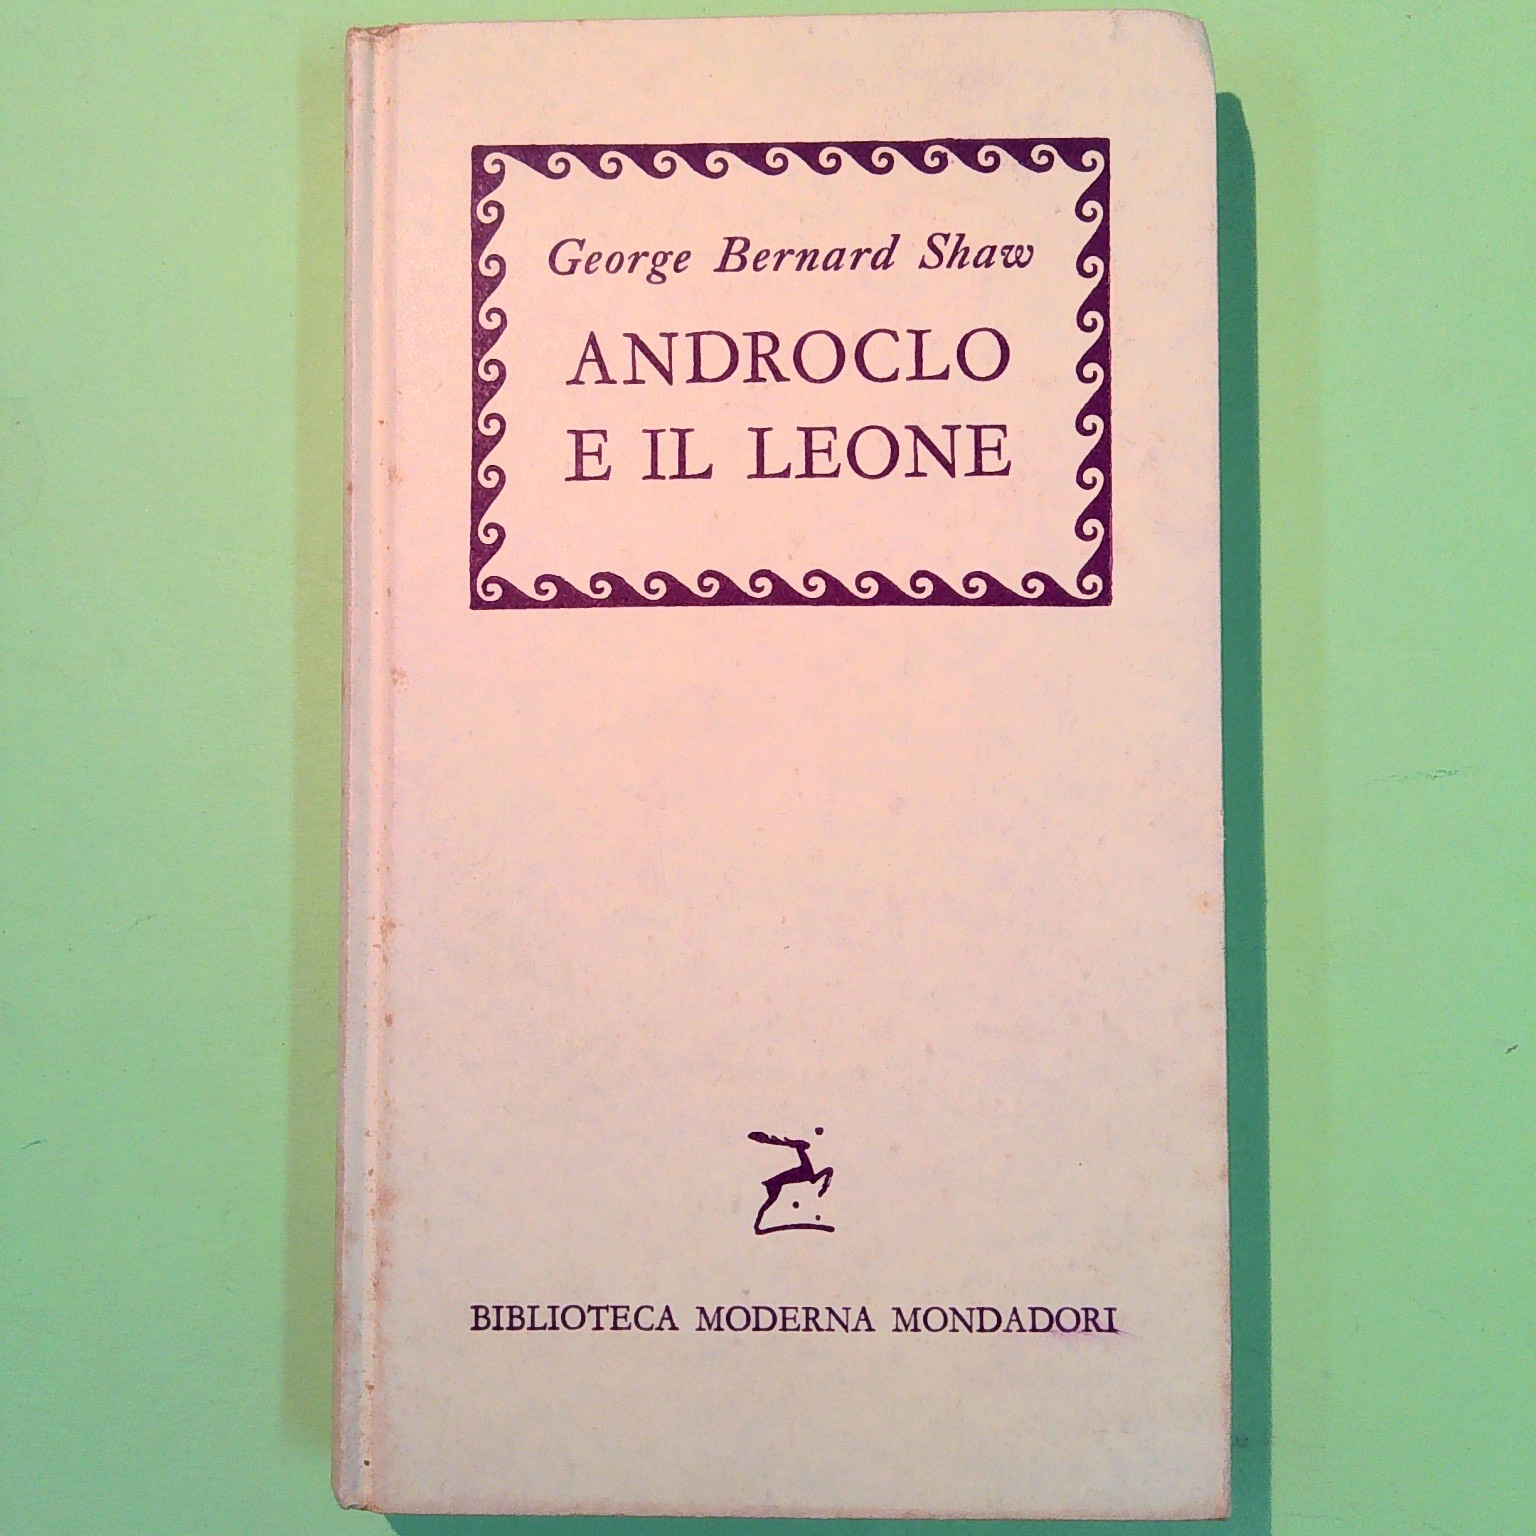 George Bernard Shaw
ANDROCLO
E IL LEONE
BIBLIOTECA MODERNA MONDADORI